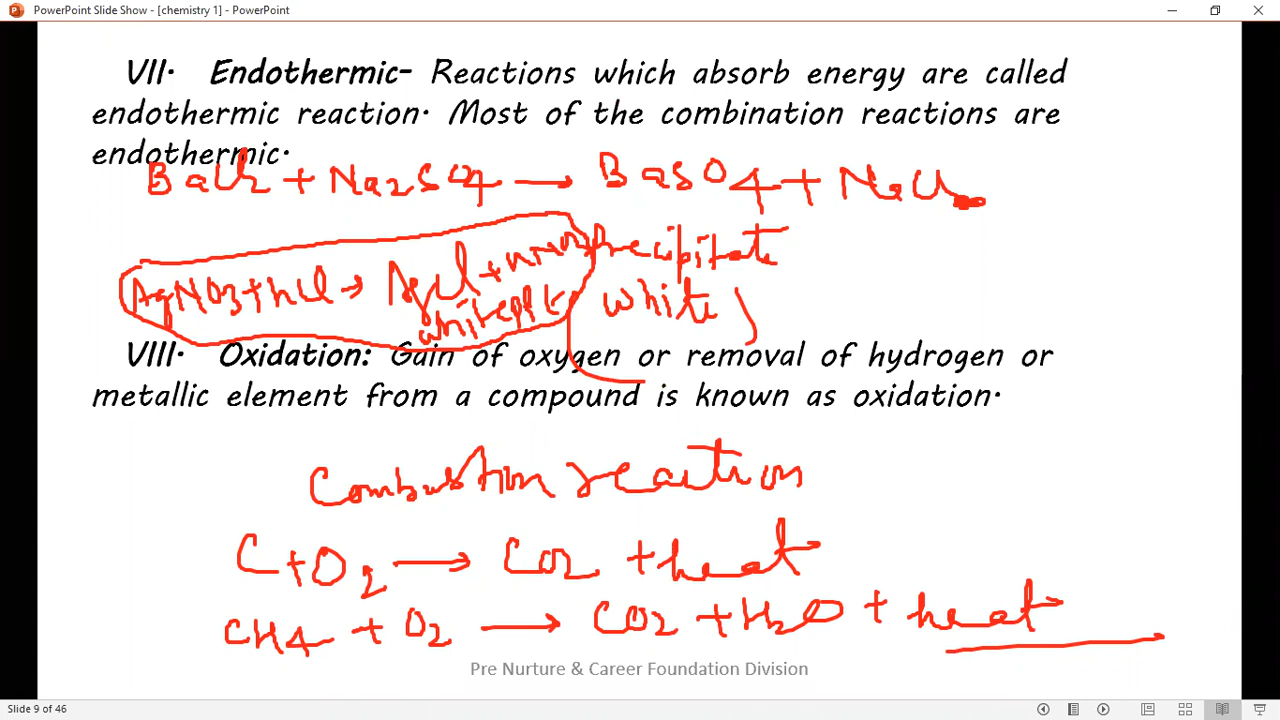 PowerPoint Slide Show - [chemistry 1] - PowerPoint
VII. Endothermic- Reactions which absorb energy are called
endothermic reaction. Most of the combination reactions are
endothermic.
BaCl2 + Na2SO4 → BaSO4 + NaCl
precipitate
AgNO3 + HCl → AgCl +
white ppt
white )
VIII. Oxidation: Gain of oxygen or removal of hydrogen or
metallic element from a compound is known as oxidation.
Combustion reaction
C + O2 → CO2 + heat
CH4 + O2 → CO2 + H2O + heat
Pre Nurture & Career Foundation Division
Slide 9 of 46